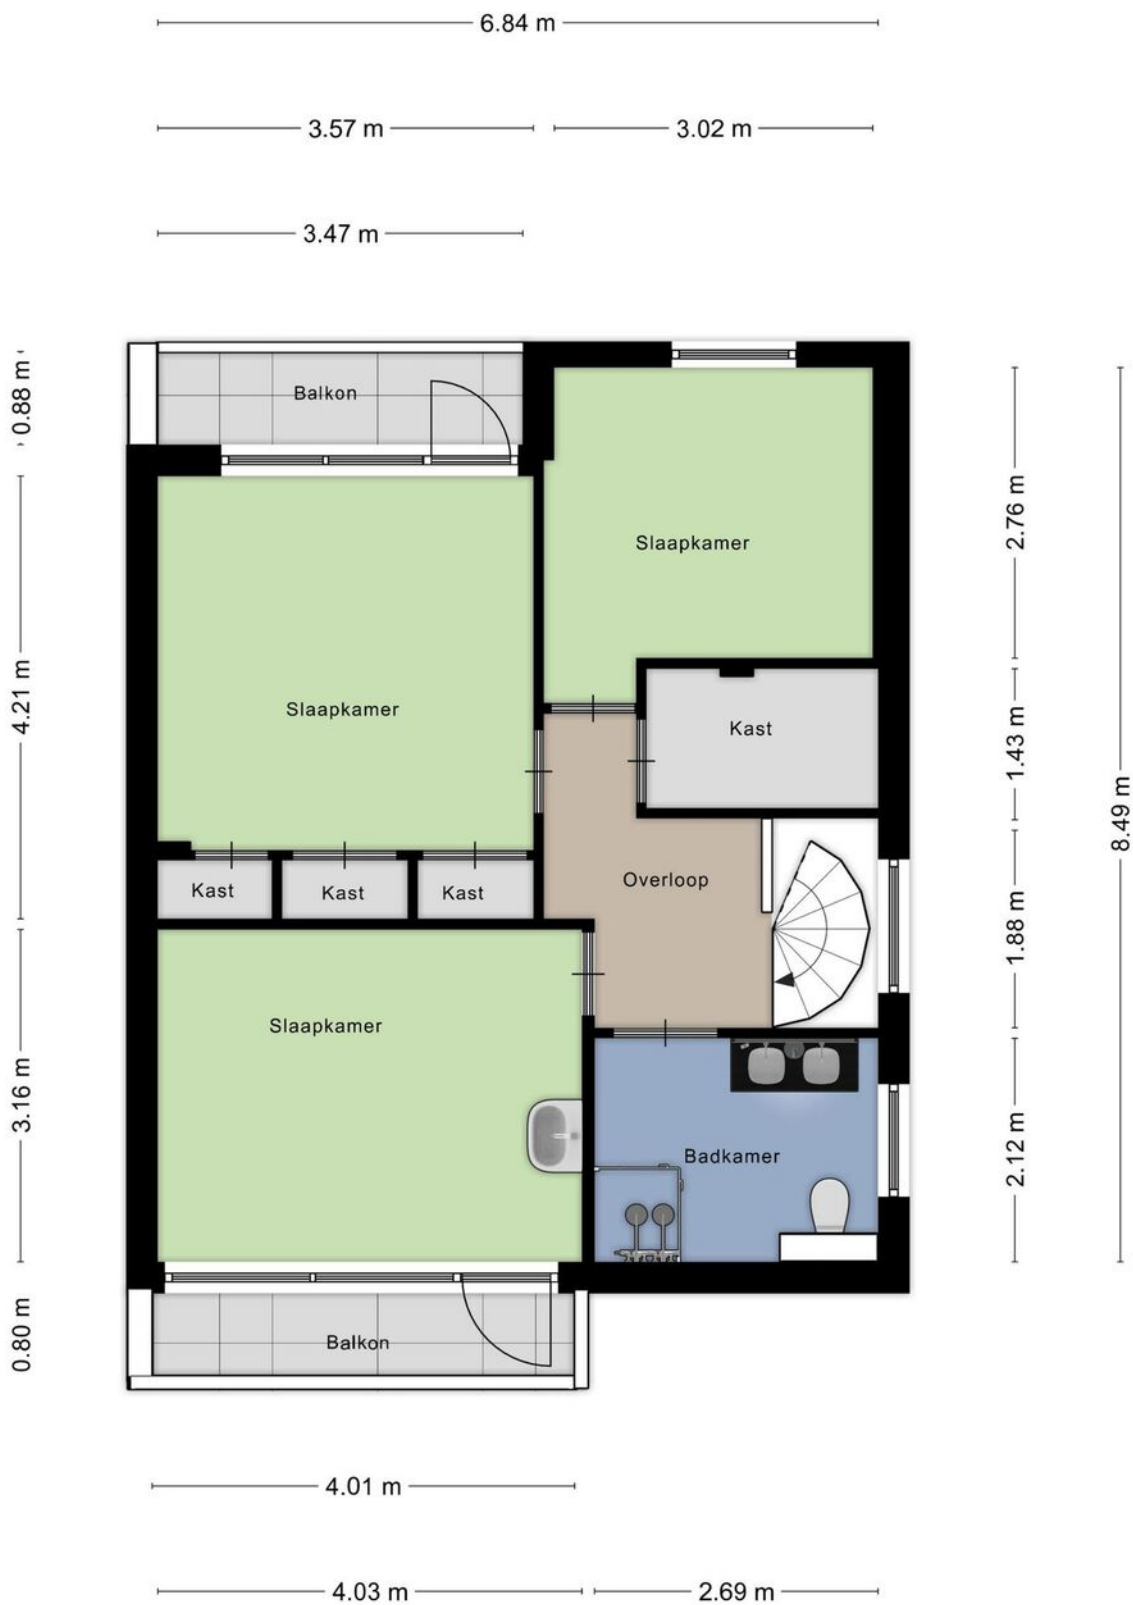 6.84 m
3.57 m
3.02 m
3.47 m
0.88 m
Balkon
2.76 m
Slaapkamer
4.21 m
Slaapkamer
1.43 m
Kast
8.49 m
Kast
Kast
Kast
Overloop
1.88 m
Slaapkamer
3.16 m
2.12 m
Badkamer
0.80 m
Balkon
4.01 m
4.03 m
2.69 m